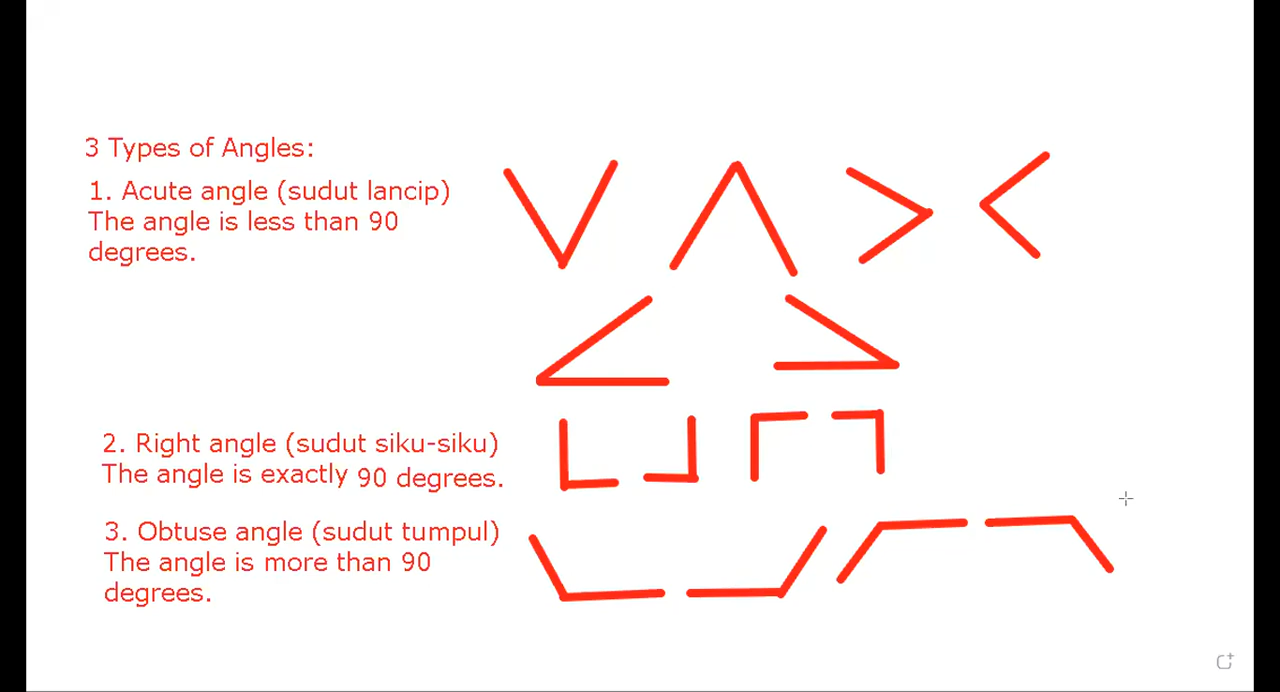 3 Types of Angles:
1. Acute angle (sudut lancip)
The angle is less than 90
degrees.
2. Right angle (sudut siku-siku)
The angle is exactly 90 degrees.
3. Obtuse angle (sudut tumpul)
The angle is more than 90
degrees.